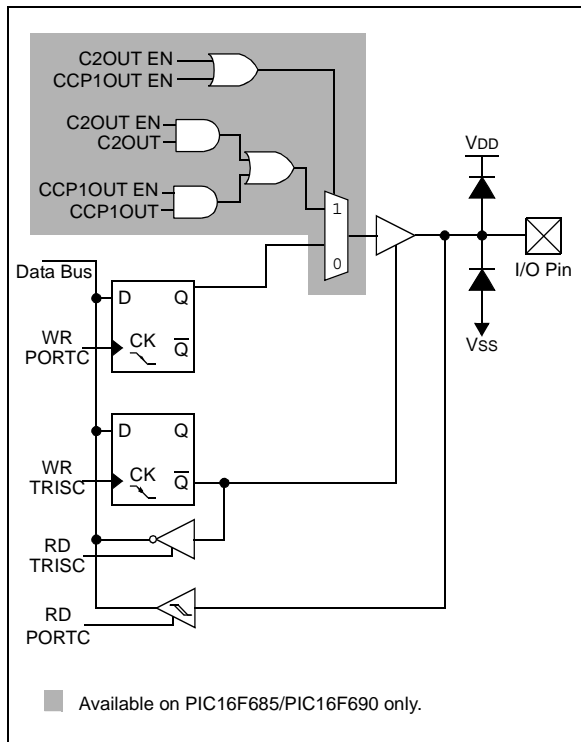 C2OUT EN
CCP1OUT EN
C2OUT EN
C2OUT
CCP1OUT EN
CCP1OUT
1
0
VDD
I/O Pin
VSS
Data Bus
D Q
WR
PORTC
CK Q
D Q
WR
TRISC
CK Q
RD
TRISC
RD
PORTC
Available on PIC16F685/PIC16F690 only.